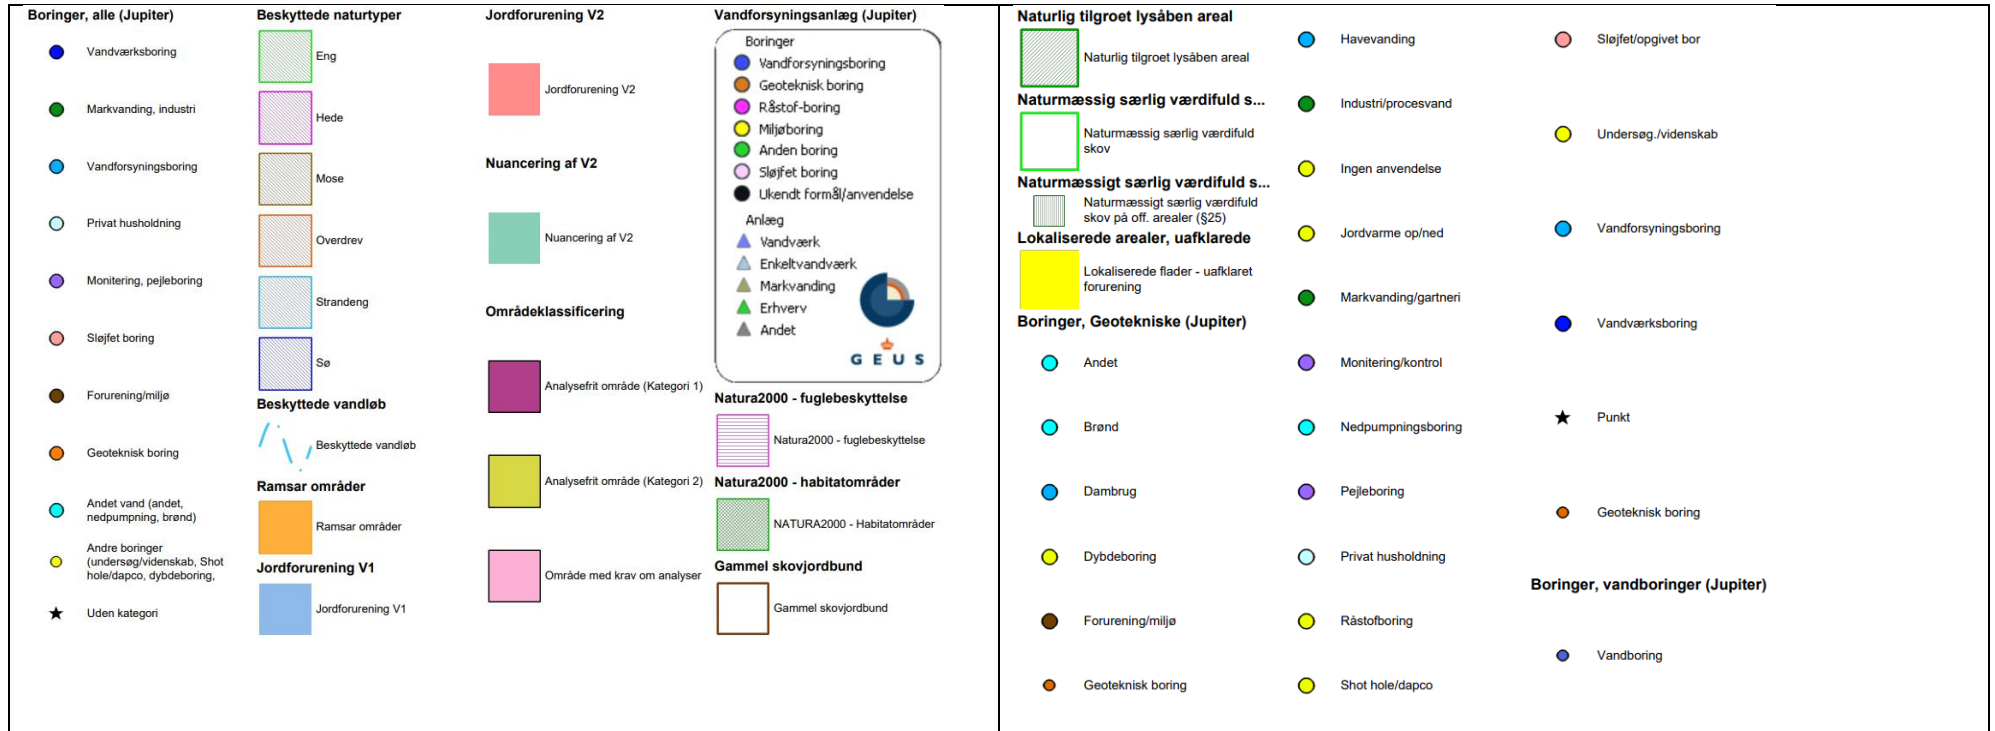 Boringer, alle (Jupiter)
Vandværksboring
Markvanding, industri
Vandforsyningsboring
Privat husholdning
Monitering, pejleboring
Sløjfet boring
Forurening/miljø
Geoteknisk boring
Andet vand (andet,
nedpumpning, brønd)
Andre boringer
(undersøg/videnskab, Shot
hole/dapco, dybdeboring,
Uden kategori
Beskyttede naturtyper
Eng
Hede
Mose
Overdrev
Strandeng
Sø
Beskyttede vandløb
Beskyttede vandløb
Ramsar områder
Ramsar områder
Jordforurening V1
Jordforurening V1
Jordforurening V2
Jordforurening V2
Nuancering af V2
Nuancering af V2
Områdeklassificering
Analysefrit område (Kategori 1)
Analysefrit område (Kategori 2)
Område med krav om analyser
Vandforsyningsanlæg (Jupiter)
Boringer
Vandforsyningsboring
Geoteknisk boring
Råstof-boring
Miljøboring
Anden boring
Sløjfet boring
Ukendt formål/anvendelse
Anlæg
Vandværk
Enkeltvandværk
Markvanding
Erhverv
Andet
GEUS
Natura2000 - fuglebeskyttelse
Natura2000 - fuglebeskyttelse
Natura2000 - habitatområder
NATURA2000 - Habitatområder
Gammel skovjordbund
Gammel skovjordbund
Naturlig tilgroet lysåben areal
Naturlig tilgroet lysåben areal
Naturmæssig særlig værdifuld s...
Naturmæssig særlig værdifuld
skov
Naturmæssigt særlig værdifuld s...
Naturmæssigt særlig værdifuld
skov på off. arealer (§25)
Lokaliserede arealer, uafklarede
Lokaliserede flader - uafklaret
forurening
Boringer, Geotekniske (Jupiter)
Andet
Brønd
Dambrug
Dybdeboring
Forurening/miljø
Geoteknisk boring
Havevanding
Industri/procesvand
Ingen anvendelse
Jordvarme op/ned
Markvanding/gartneri
Monitering/kontrol
Nedpumpningsboring
Pejleboring
Privat husholdning
Råstofboring
Shot hole/dapco
Sløjfet/opgivet bor
Undersøg./videnskab
Vandforsyningsboring
Vandværksboring
Punkt
Geoteknisk boring
Boringer, vandboringer (Jupiter)
Vandboring